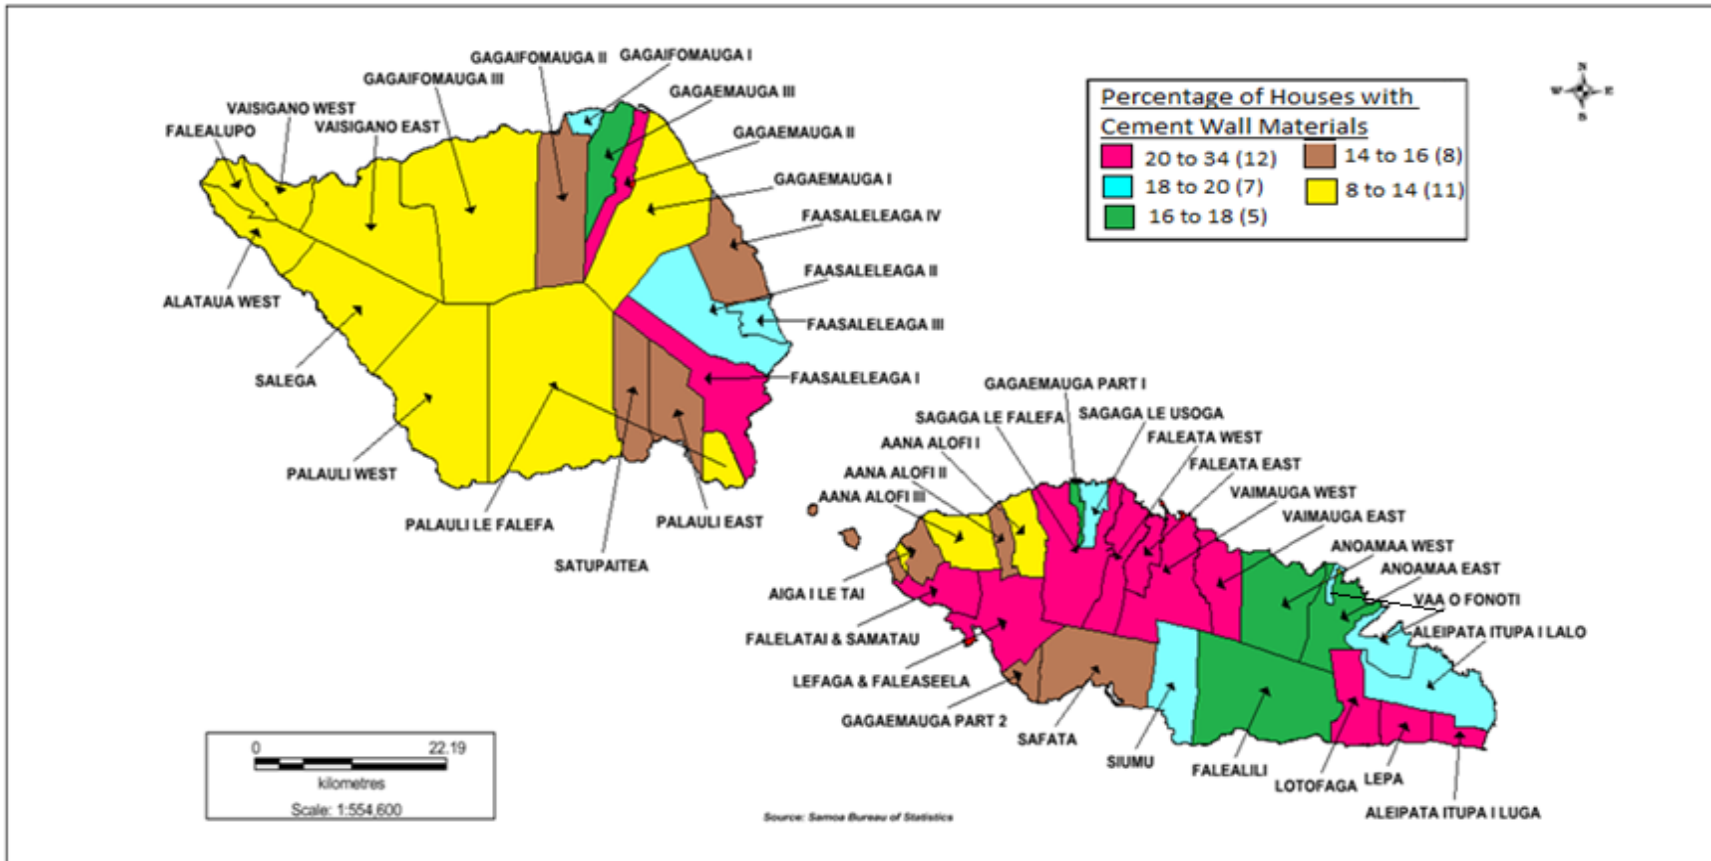 GAGAIFOMAUGA II
GAGAIFOMAUGA I
GAGAIFOMAUGA III
GAGAEMAUGA III
VAISIGANO WEST
VAISIGANO EAST
FALEALUPO
GAGAEMAUGA II
GAGAEMAUGA I
FAASALELEAGA IV
FAASALELEAGA II
ALATAUA WEST
FAASALELEAGA III
SALEGA
FAASALELEAGA I
PALAULI WEST
PALAULI LE FALEFA
PALAULI EAST
SATUPAITEA
Percentage of Houses with
Cement Wall Materials
20 to 34 (12)
14 to 16 (8)
18 to 20 (7)
8 to 14 (11)
16 to 18 (5)
N
W
E
S
GAGAEMAUGA PART I
SAGAGA LE FALEFA
SAGAGA LE USOGA
AANA ALOFI I
FALEATA WEST
AANA ALOFI II
FALEATA EAST
AANA ALOFI III
VAIMAUGA WEST
VAIMAUGA EAST
ANOAMAA WEST
ANOAMAA EAST
AIGA I LE TAI
VAA O FONOTI
FALELATAI & SAMATAU
ALEIPATA ITUPA I LALO
LEFAGA & FALEASEELA
GAGAEMAUGA PART 2
SAFATA
SIUMU
FALEALILI
LOTOFAGA
LEPA
ALEIPATA ITUPA I LUGA
0 22.19
kilometres
Scale: 1:554,600
Source: Samoa Bureau of Statistics